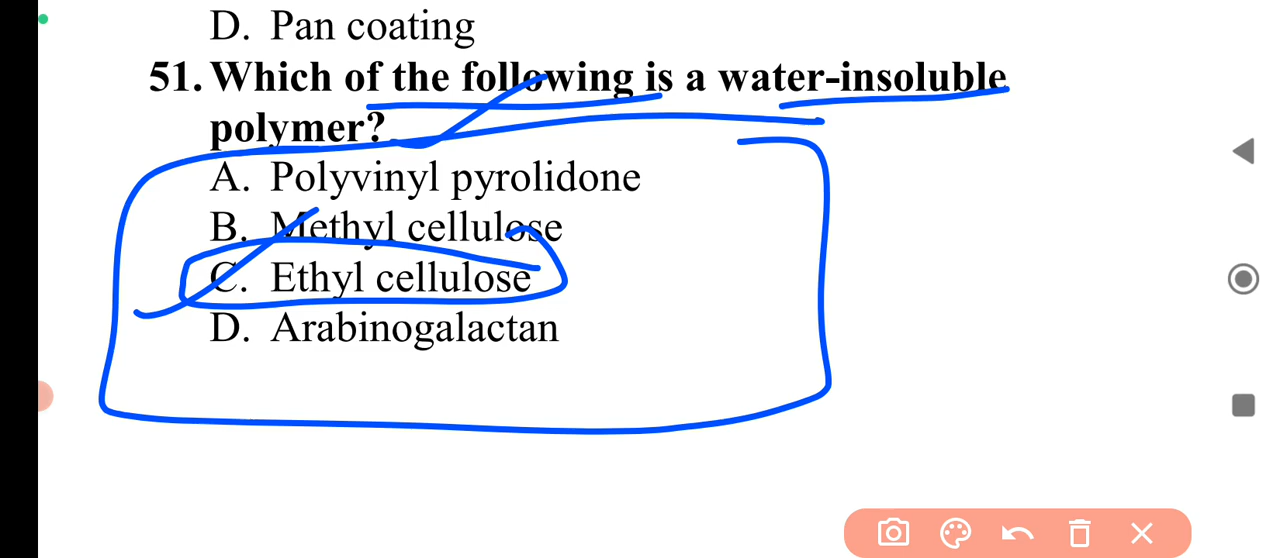 D. Pan coating
51. Which of the following is a water-insoluble
polymer?
A. Polyvinyl pyrolidone
B. Methyl cellulose
C. Ethyl cellulose
D. Arabinogalactan